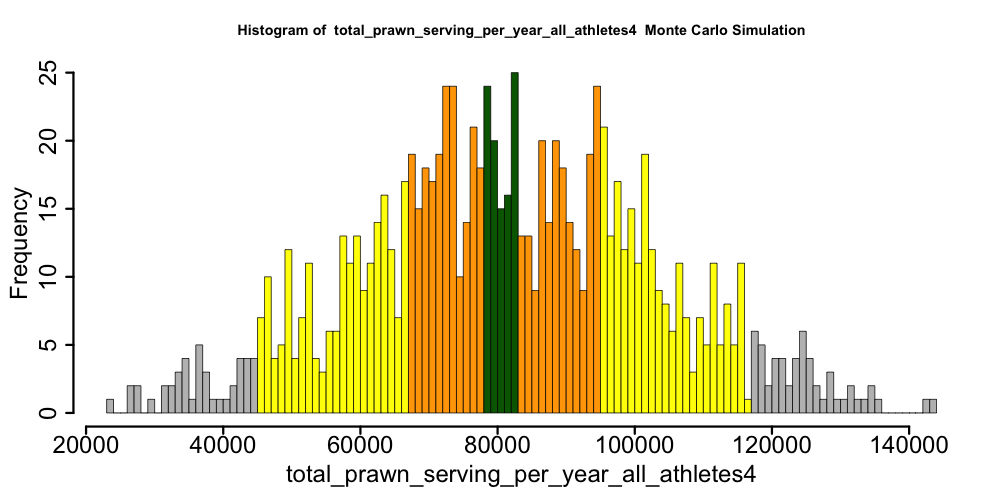 Histogram of  total_prawn_serving_per_year_all_athletes4  Monte Carlo Simulation
Frequency
25
20
15
10
5
0
20000 40000 60000 80000 100000 120000 140000
total_prawn_serving_per_year_all_athletes4